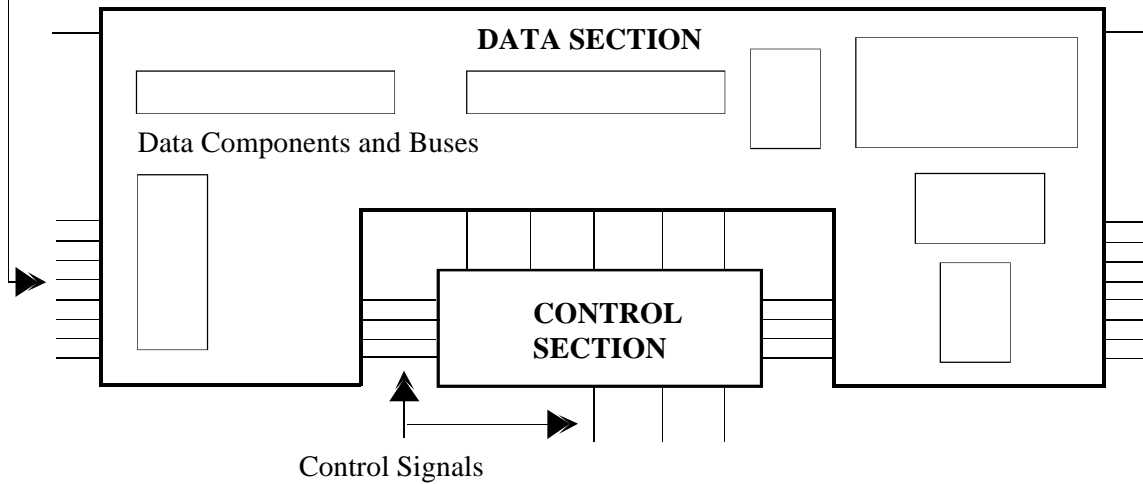 DATA SECTION
Data Components and Buses
CONTROL
SECTION
Control Signals